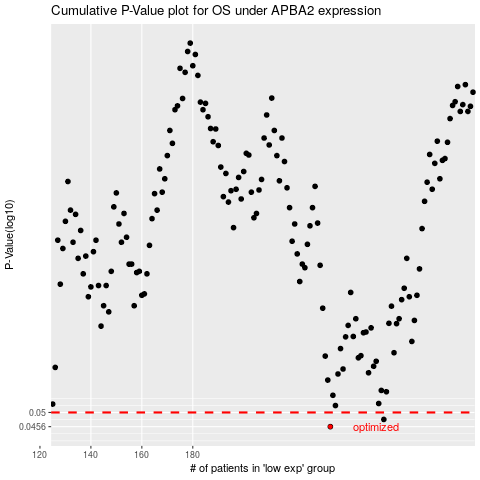 Cumulative P-Value plot for OS under APBA2 expression
P-Value(log10)
0.05
0.0456
optimized
120 140 160 180
# of patients in 'low exp' group